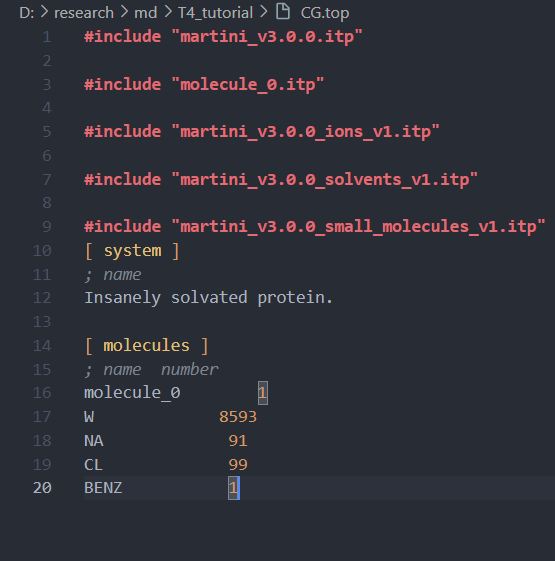 D: > research > md > T4_tutorial > CG.top
1 #include "martini_v3.0.0.itp"
2
3 #include "molecule_0.itp"
4
5 #include "martini_v3.0.0_ions_v1.itp"
6
7 #include "martini_v3.0.0_solvents_v1.itp"
8
9 #include "martini_v3.0.0_small_molecules_v1.itp"
10 [ system ]
11 ; name
12 Insanely solvated protein.
13
14 [ molecules ]
15 ; name  number
16 molecule_0        1
17 W             8593
18 NA             91
19 CL             99
20 BENZ           1